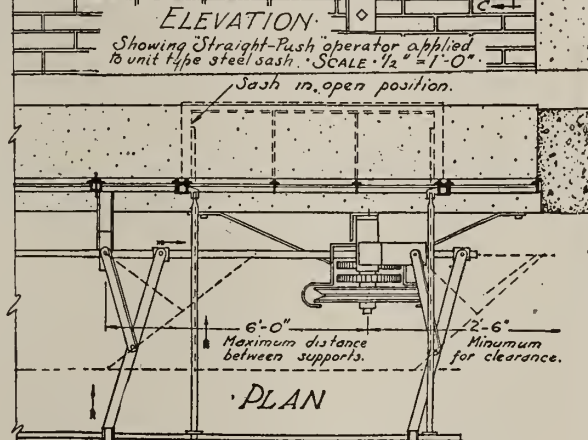 C
ELEVATION·
Showing "Straight-Push" operator applied
to unit type steel sash. · SCALE · 1/2" = 1'-0" ·
Sash in open position.
6'-0"
Maximum distance
between supports.
2'-6"
Minumum
for clearance.
·PLAN